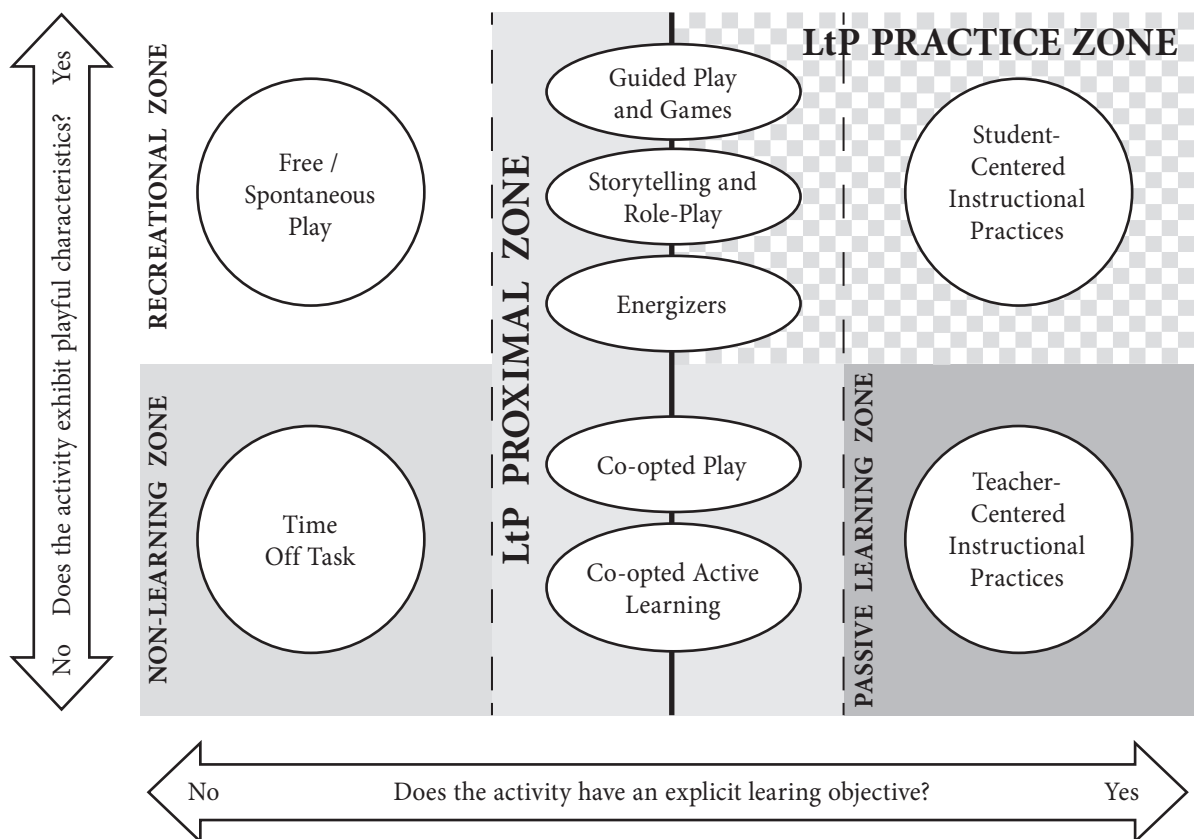 LtP PRACTICE ZONE
No Does the activity exhibit playful characteristics? Yes
RECREATIONAL ZONE
Free /
Spontaneous
Play
LtP PROXIMAL ZONE
Guided Play
and Games
Storytelling and
Role-Play
Energizers
Student-
Centered
Instructional
Practices
NON-LEARNING ZONE
Time
Off Task
Co-opted Play
Co-opted Active
Learning
PASSIVE LEARNING ZONE
Teacher-
Centered
Instructional
Practices
No Does the activity have an explicit learing objective? Yes